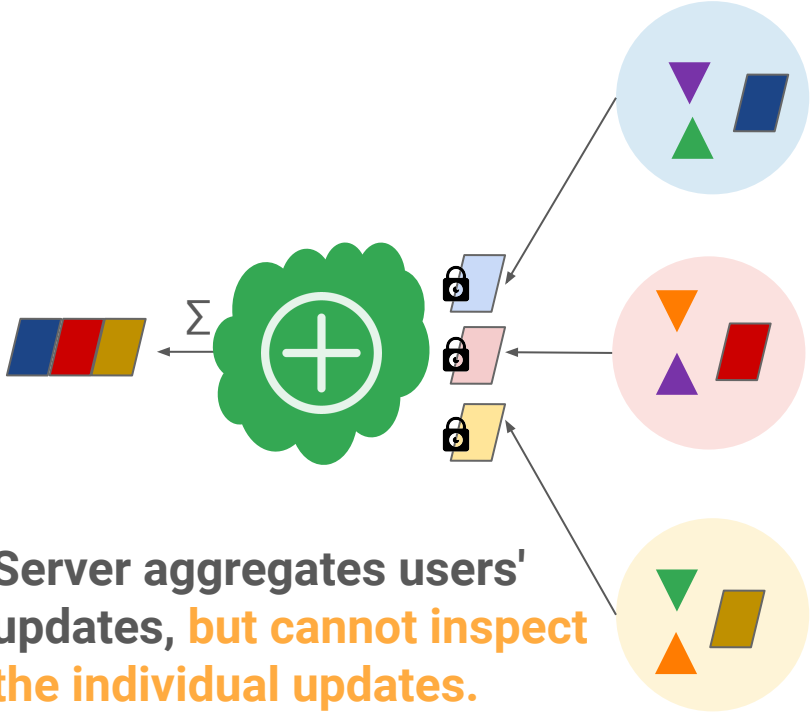 Σ
Server aggregates users'
updates, but cannot inspect
the individual updates.